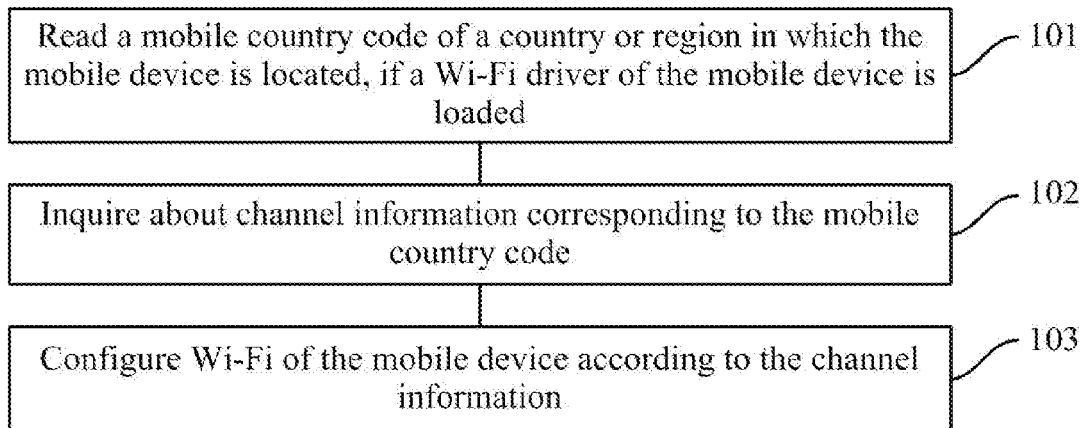 Read a mobile country code of a country or region in which the
mobile device is located, if a Wi-Fi driver of the mobile device is
loaded
101
Inquire about channel information corresponding to the mobile
country code
102
Configure Wi-Fi of the mobile device according to the channel
information
103